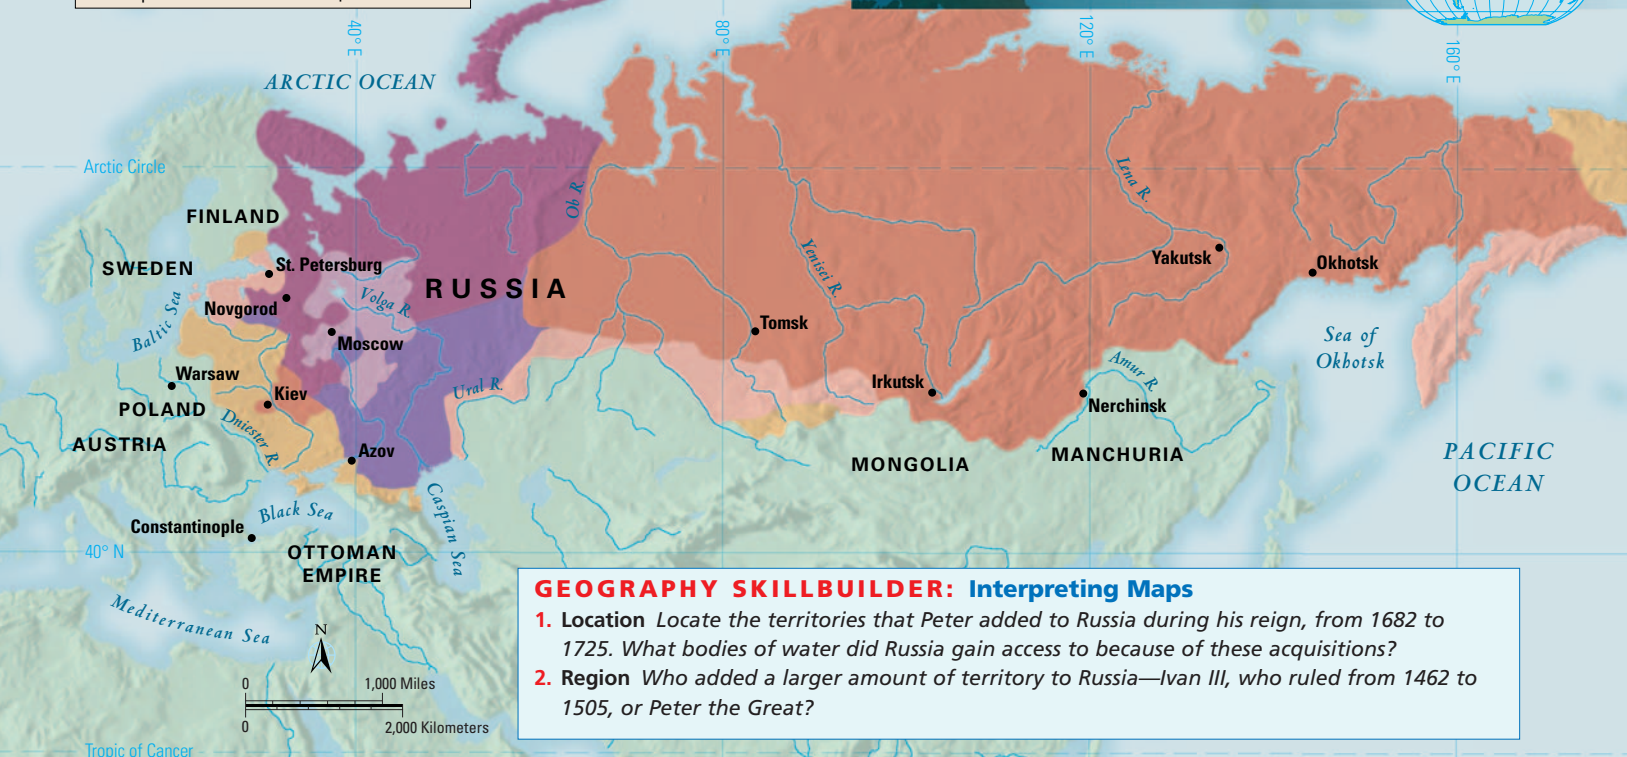 40° E
80° E
120° E
160° E
ARCTIC OCEAN
Arctic Circle
FINLAND
SWEDEN
St. Petersburg
Novgorod
Baltic Sea
Volga R.
RUSSIA
Ob R.
Yenisei R.
Lena R.
Yakutsk
Okhotsk
Moscow
Tomsk
Sea of
Okhotsk
Warsaw
Kiev
POLAND
Dniester R.
AUSTRIA
Ural R.
Irkutsk
Amur R.
Nerchinsk
Azov
MONGOLIA
MANCHURIA
PACIFIC
OCEAN
Caspian Sea
Black Sea
Constantinople
40° N
OTTOMAN
EMPIRE
Mediterranean Sea
N
0 1,000 Miles
0 2,000 Kilometers
Tropic of Cancer
GEOGRAPHY SKILLBUILDER: Interpreting Maps
1. Location Locate the territories that Peter added to Russia during his reign, from 1682 to
1725. What bodies of water did Russia gain access to because of these acquisitions?
2. Region Who added a larger amount of territory to Russia—Ivan III, who ruled from 1462 to
1505, or Peter the Great?